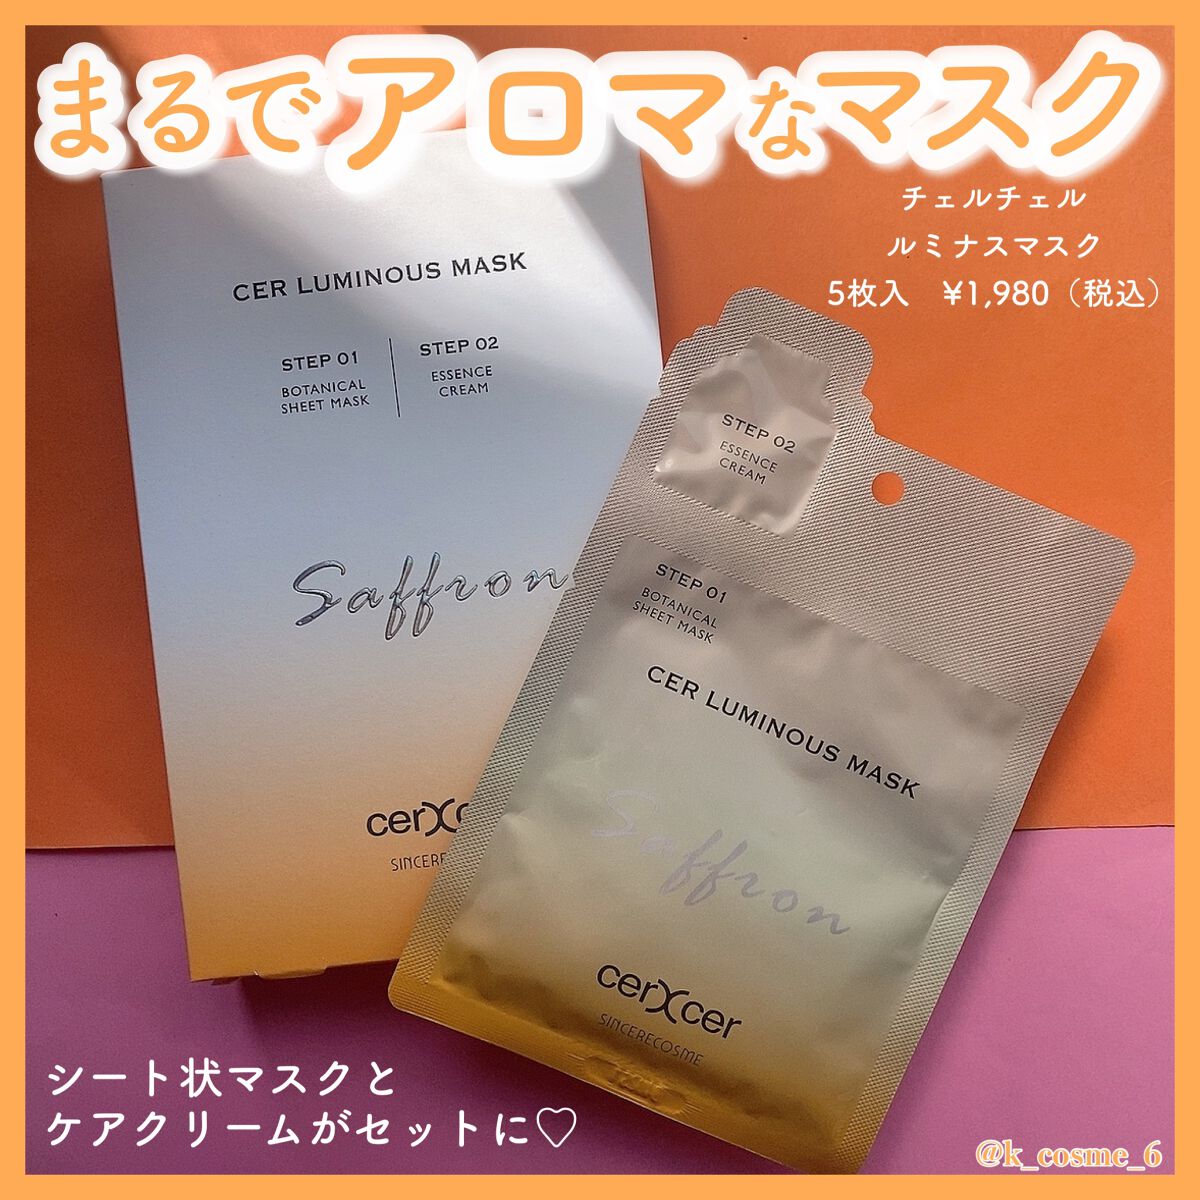 まるでアロマなマスク
チェルチェル
ルミナスマスク
5枚入　¥1,980（税込）
CER LUMINOUS MASK
STEP 01
BOTANICAL
SHEET MASK
STEP 02
ESSENCE
CREAM
Saffron
cerXc
SINCERE
STEP 02
ESSENCE
CREAM
STEP 01
BOTANICAL
SHEET MASK
CER LUMINOUS MASK
Saffron
cerXcer
SINCERECOSME
シート状マスクと
ケアクリームがセットに♡
@k_cosme_6